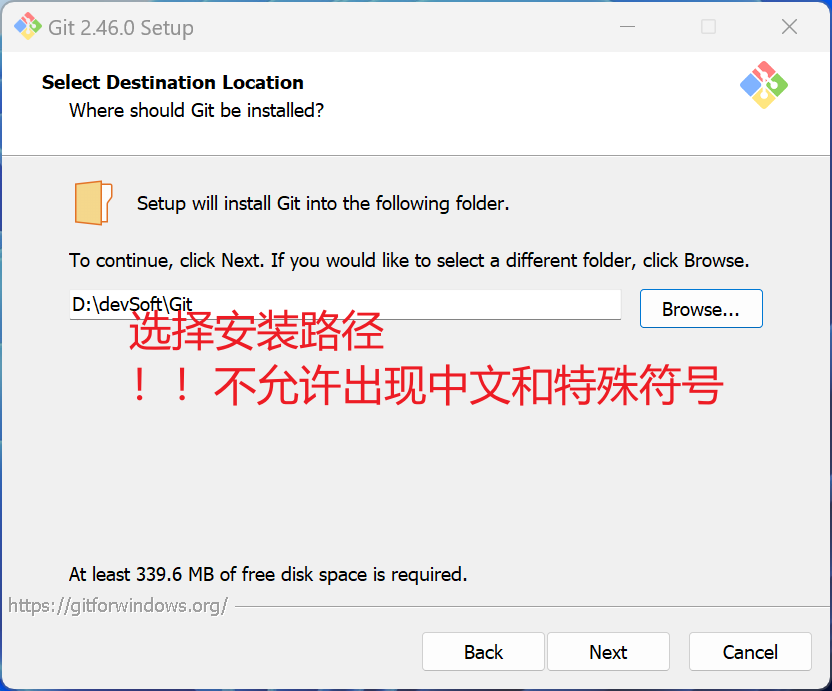 Git 2.46.0 Setup
Select Destination Location
Where should Git be installed?
Setup will install Git into the following folder.
To continue, click Next. If you would like to select a different folder, click Browse.
D:\devSoft\Git
Browse...
选择安装路径
！！不允许出现中文和特殊符号
At least 339.6 MB of free disk space is required.
https://gitforwindows.org/
Back
Next
Cancel